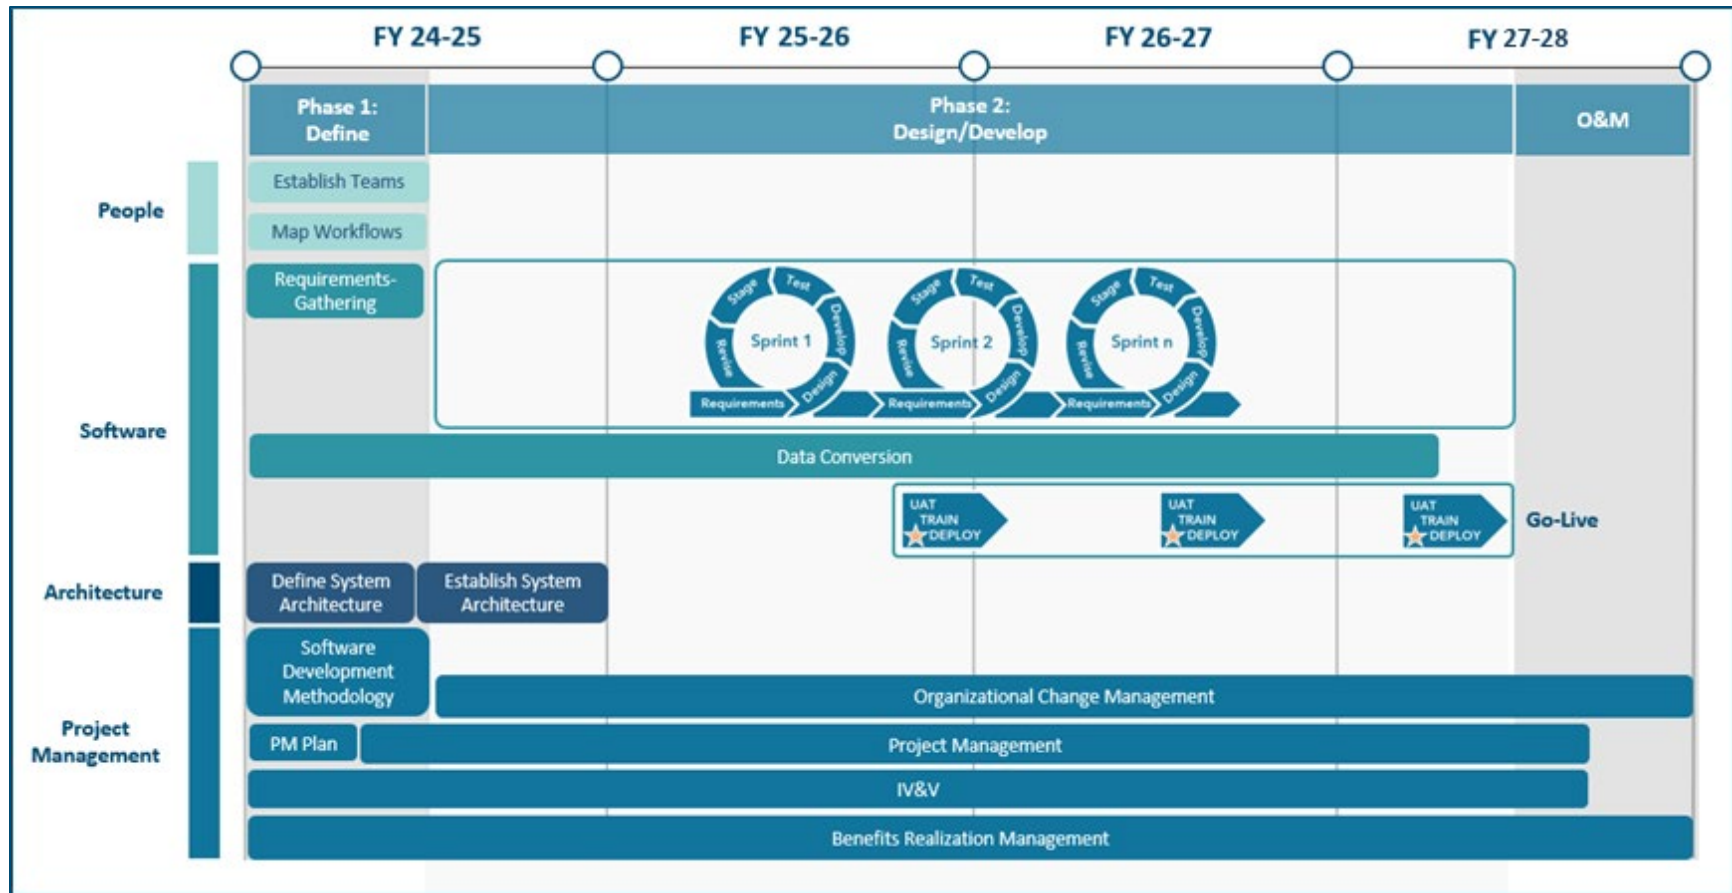 FY 24-25
FY 25-26
FY 26-27
FY 27-28
Phase 1:
Define
Phase 2:
Design/Develop
O&M
People
Establish Teams
Map Workflows
Software
Requirements-
Gathering
Stage
Test
Develop
Design
Revise
Sprint 1
Requirements
Stage
Test
Develop
Design
Revise
Sprint 2
Requirements
Stage
Test
Develop
Design
Revise
Sprint n
Requirements
Data Conversion
UAT
TRAIN
DEPLOY
UAT
TRAIN
DEPLOY
UAT
TRAIN
DEPLOY
Go-Live
Architecture
Define System
Architecture
Establish System
Architecture
Project
Management
Software
Development
Methodology
Organizational Change Management
PM Plan
Project Management
IV&V
Benefits Realization Management